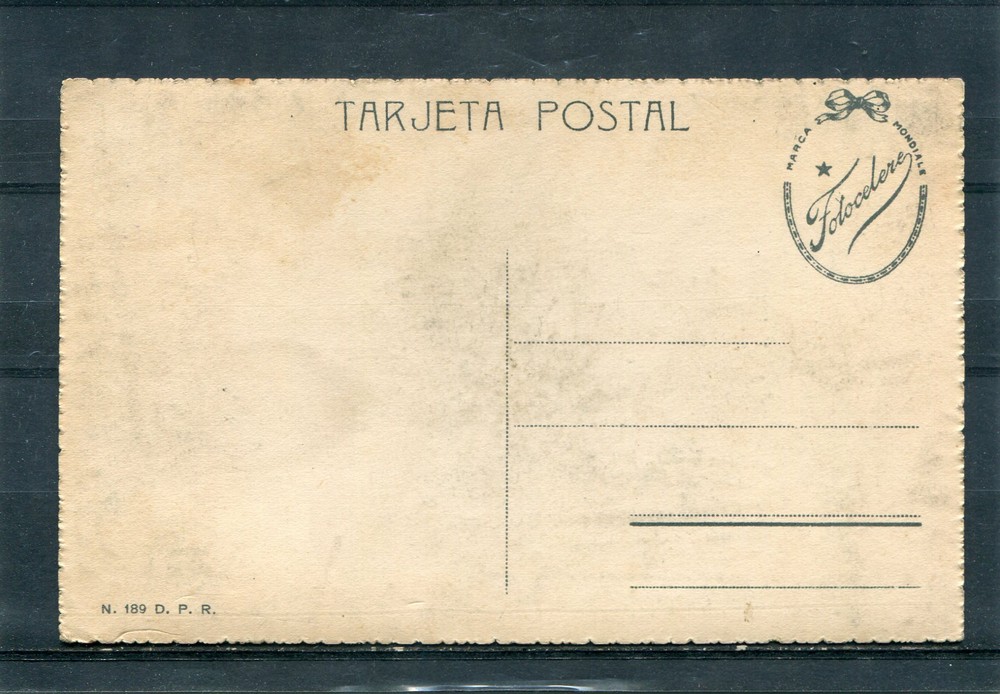 TARJETA POSTAL
MARCA MONDIALE
Fotocelere
N. 189 D. P. R.